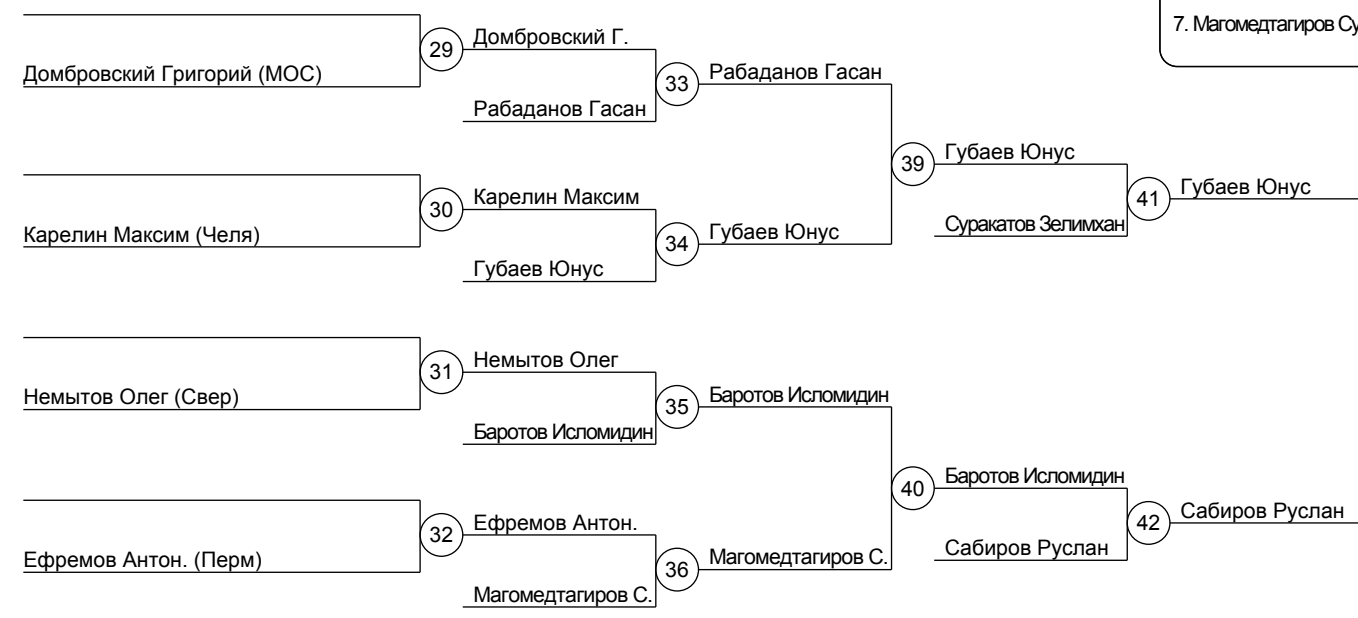 7. Магомедтагиров Су
29
Домбровский Г.
Домбровский Григорий (МОС)
33
Рабаданов Гасан
Рабаданов Гасан
39
Губаев Юнус
30
Карелин Максим
41
Губаев Юнус
Карелин Максим (Челя)
34
Губаев Юнус
Суракатов Зелимхан
Губаев Юнус
31
Немытов Олег
Немытов Олег (Свер)
35
Баротов Исломидин
Баротов Исломидин
40
Баротов Исломидин
32
Ефремов Антон.
42
Сабиров Руслан
Ефремов Антон. (Перм)
36
Магомедтагиров С.
Сабиров Руслан
Магомедтагиров С.